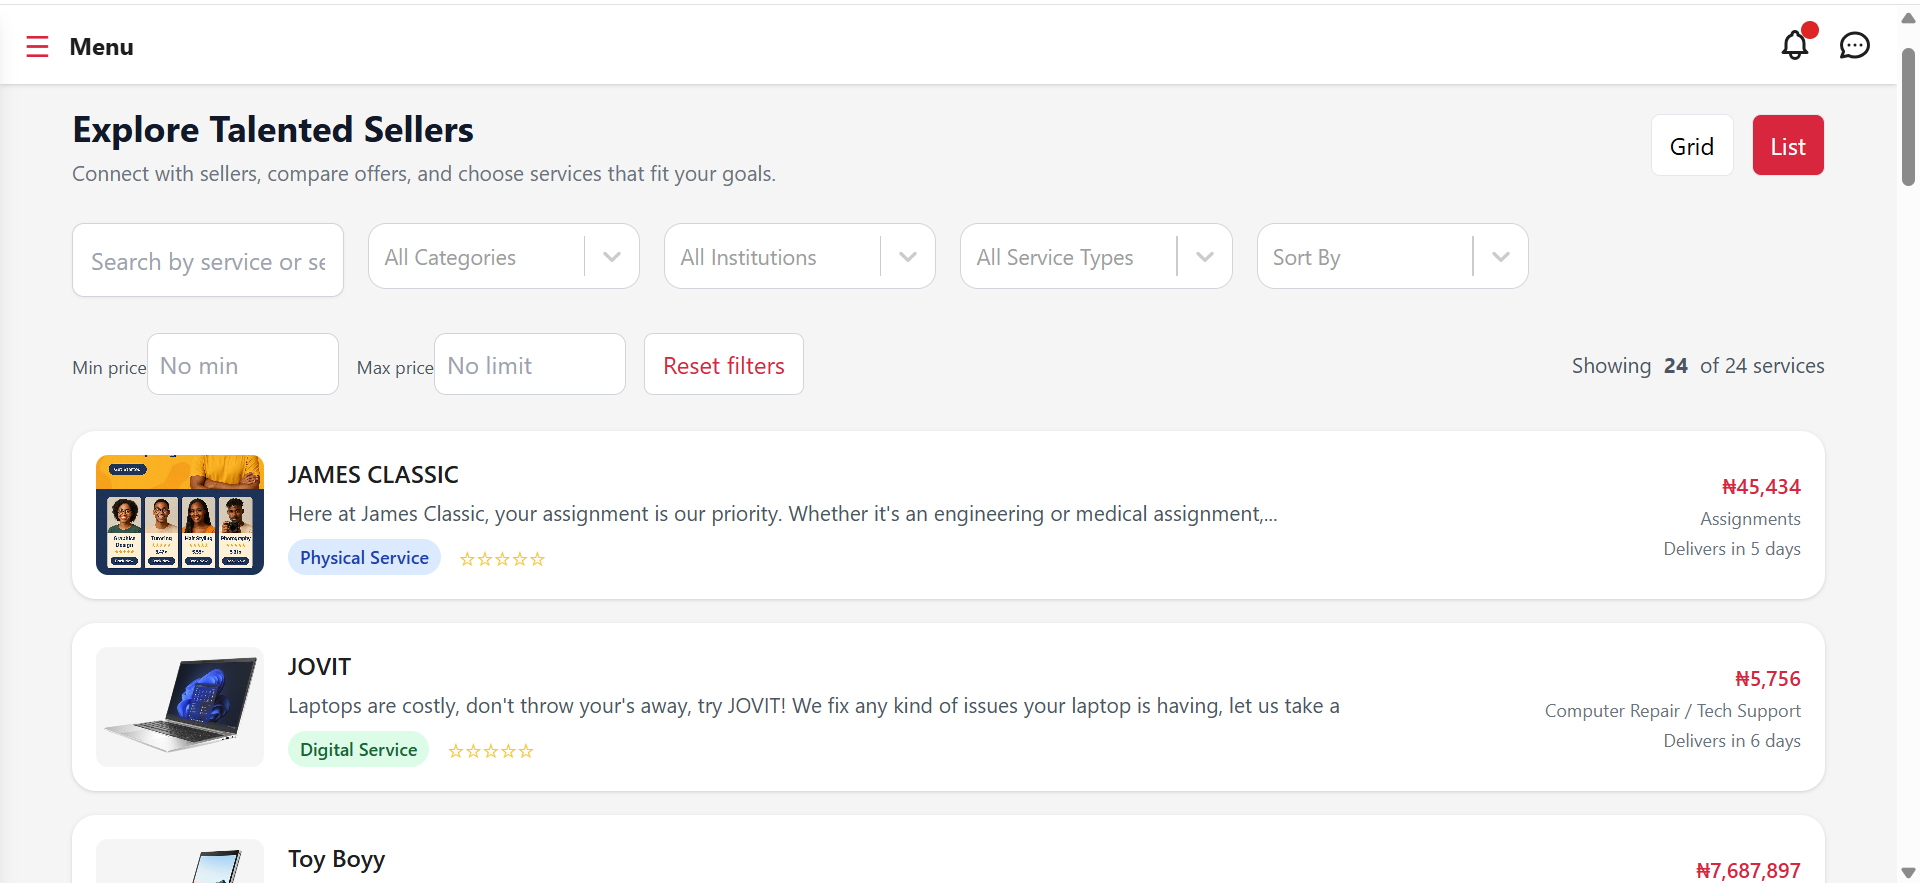 Menu
Explore Talented Sellers
Connect with sellers, compare offers, and choose services that fit your goals.
Grid
List
Search by service or se
All Categories
All Institutions
All Service Types
Sort By
Min price
No min
Max price
No limit
Reset filters
Showing 24 of 24 services
Graphics Design
Tutoring
Hair Styling
Photography
JAMES CLASSIC
Here at James Classic, your assignment is our priority. Whether it's an engineering or medical assignment,...
Physical Service
₦45,434
Assignments
Delivers in 5 days
JOVIT
Laptops are costly, don't throw your's away, try JOVIT! We fix any kind of issues your laptop is having, let us take a
Digital Service
₦5,756
Computer Repair / Tech Support
Delivers in 6 days
Toy Boyy
₦7,687,897